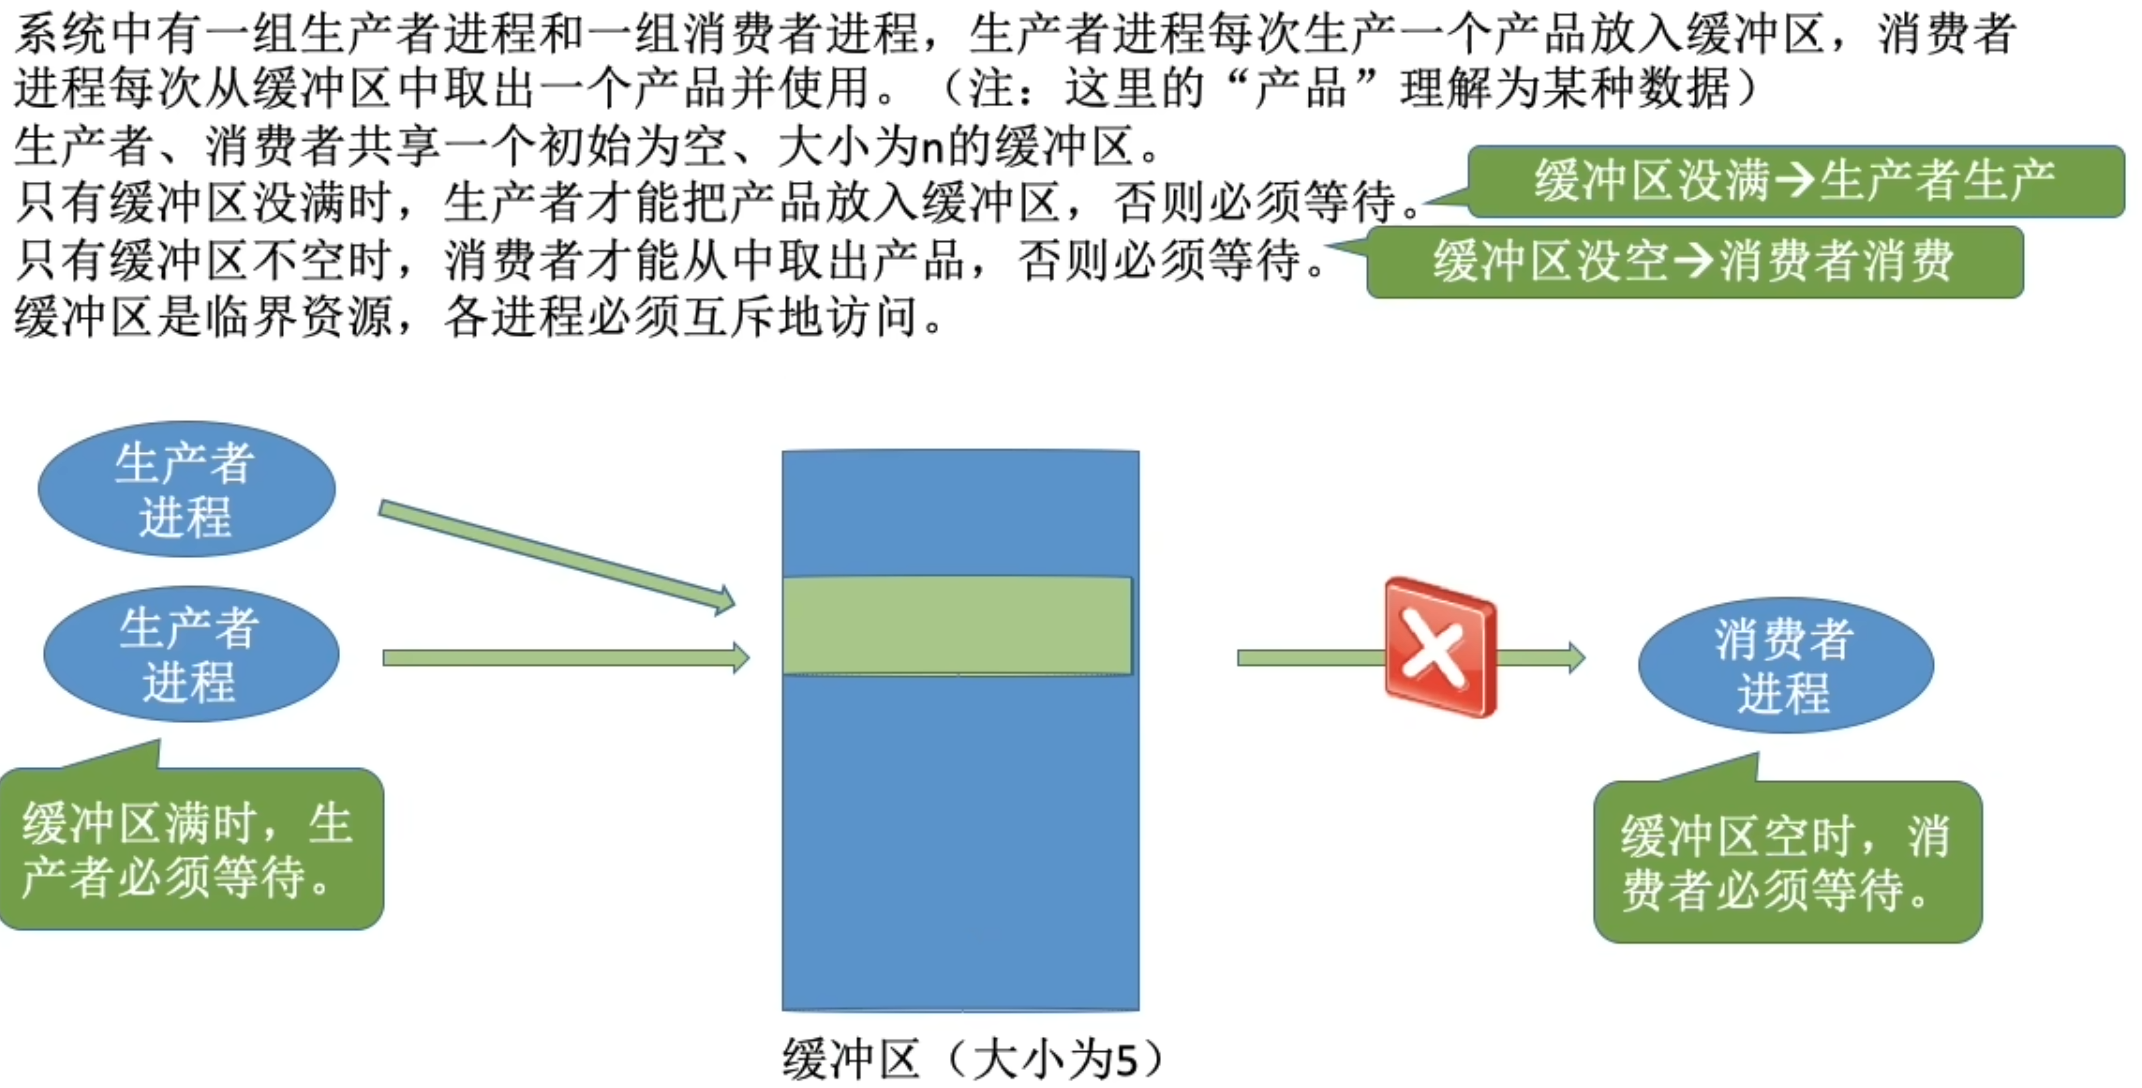 系统中有一组生产者进程和一组消费者进程，生产者进程每次生产一个产品放入缓冲区，消费者
进程每次从缓冲区中取出一个产品并使用。（注：这里的“产品”理解为某种数据）
生产者、消费者共享一个初始为空、大小为n的缓冲区。
只有缓冲区没满时，生产者才能把产品放入缓冲区，否则必须等待。
缓冲区没满→生产者生产
只有缓冲区不空时，消费者才能从中取出产品，否则必须等待。
缓冲区没空→消费者消费
缓冲区是临界资源，各进程必须互斥地访问。
生产者
进程
生产者
进程
缓冲区满时，生
产者必须等待。
消费者
进程
缓冲区空时，消
费者必须等待。
缓冲区（大小为5）